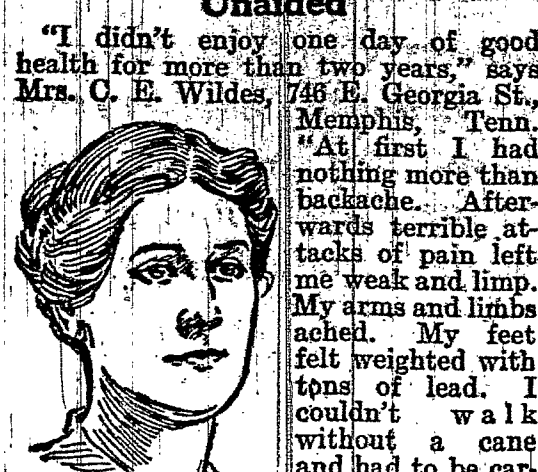 Unaided
"I didn't enjoy one day of good
health for more than two years," says
Mrs. C. E. Wildes, 746 E. Georgia St.,
Memphis, Tenn.
"At first I had
nothing more than
backache. After-
wards terrible at-
tacks of pain left
me weak and limp.
My arms and limbs
ached. My feet
felt weighted with
tons of lead. I
couldn't walk
without a cane
and had to be car-